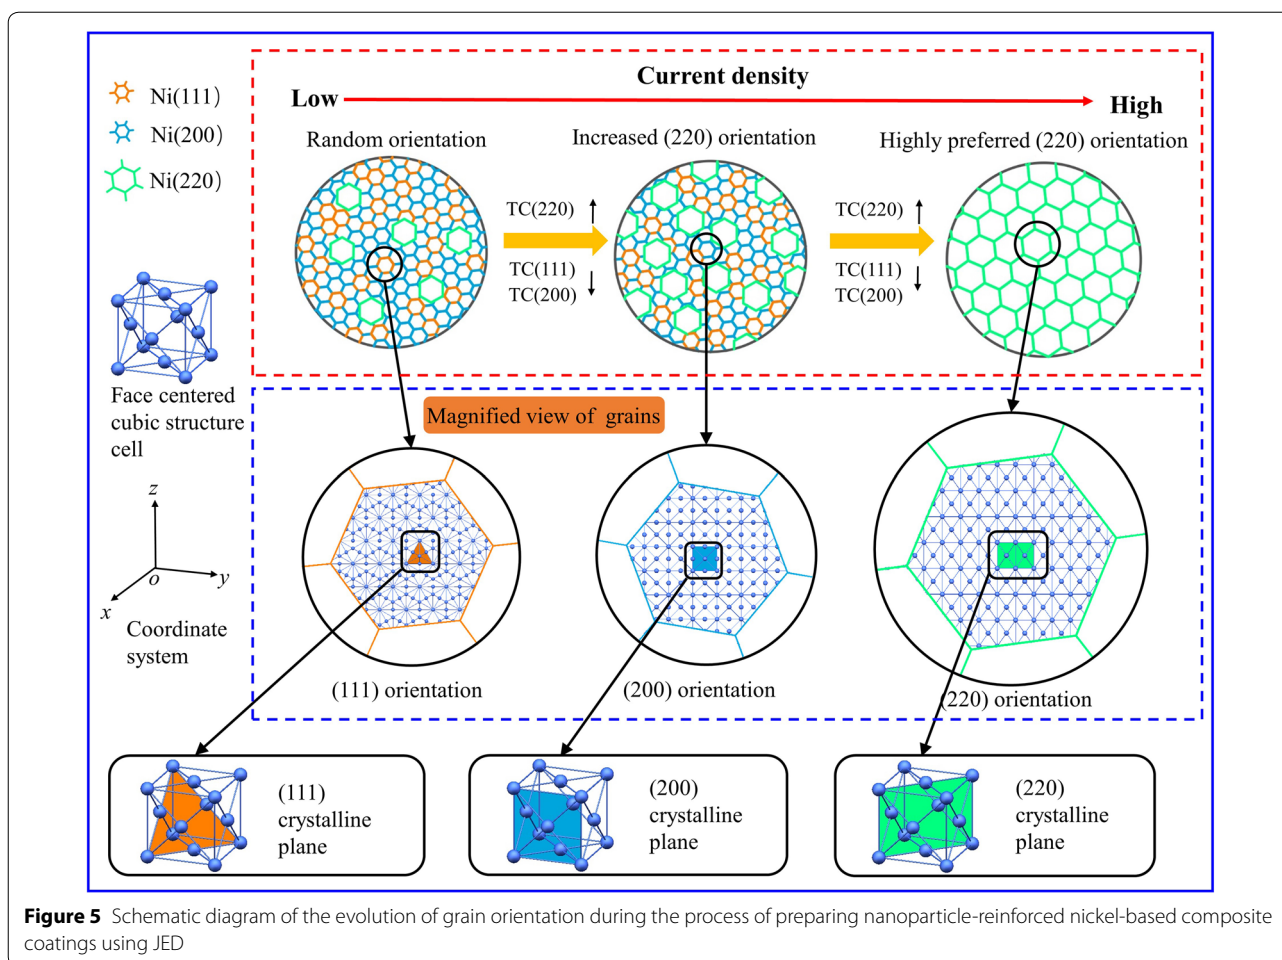 Current density
Low
High
Ni(111)
Ni(200)
Ni(220)
Random orientation
Increased (220) orientation
Highly preferred (220) orientation
TC(220)
TC(111)
TC(200)
TC(220)
TC(111)
TC(200)
Face centered
cubic structure
cell
Magnified view of grains
z
o
y
x
Coordinate
system
(111) orientation
(200) orientation
(220) orientation
(111)
crystalline
plane
(200)
crystalline
plane
(220)
crystalline
plane
Figure 5 Schematic diagram of the evolution of grain orientation during the process of preparing nanoparticle-reinforced nickel-based composite
coatings using JED